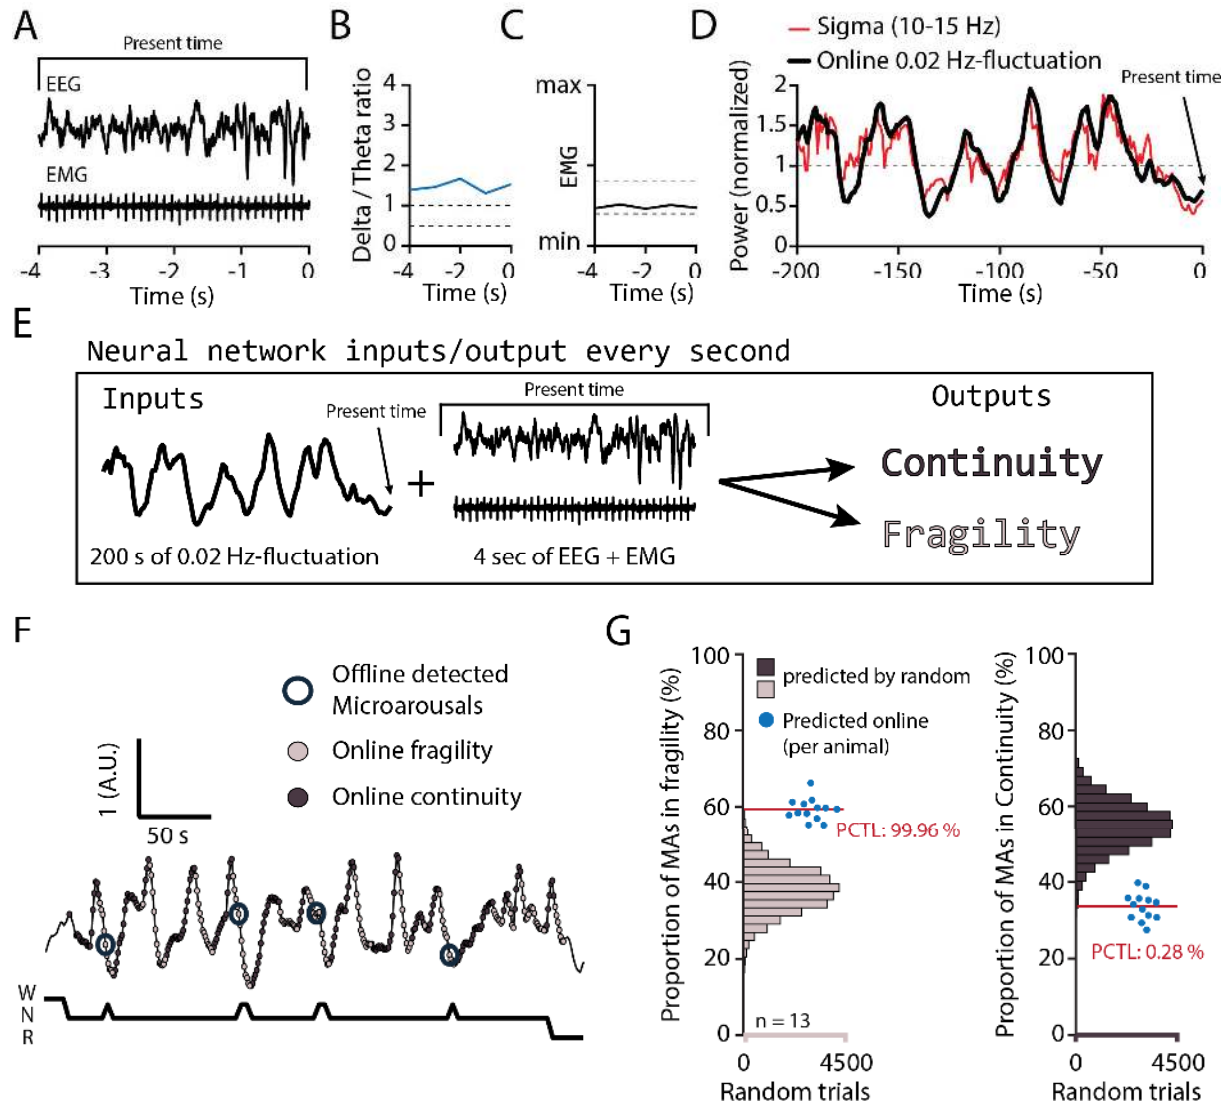 A
Present time
EEG
EMG
-4
-3
-2
-1
0
Time (s)
B
Delta / Theta ratio
4
3
2
1
0
-4
-2
0
Time (s)
C
max
EMG
min
-4
-2
0
Time (s)
D
Sigma (10-15 Hz)
Online 0.02 Hz-fluctuation
Present time
Power (normalized)
2
1.5
1
0.5
0
-200
-150
-100
-50
0
Time (s)
E
Neural network inputs/output every second
Inputs
Present time
Present time
Outputs
+
Continuity
Fragility
200 s of 0.02 Hz-fluctuation
4 sec of EEG + EMG
F
Offline detected
Microarousals
Online fragility
Online continuity
1 (A.U.)
50 s
W
N
R
G
Proportion of MAs in fragility (%)
100
80
60
40
20
0
predicted by random
Predicted online
(per animal)
PCTL: 99.96 %
n = 13
0
4500
Random trials
Proportion of MAs in Continuity (%)
100
80
60
40
20
0
PCTL: 0.28 %
0
4500
Random trials